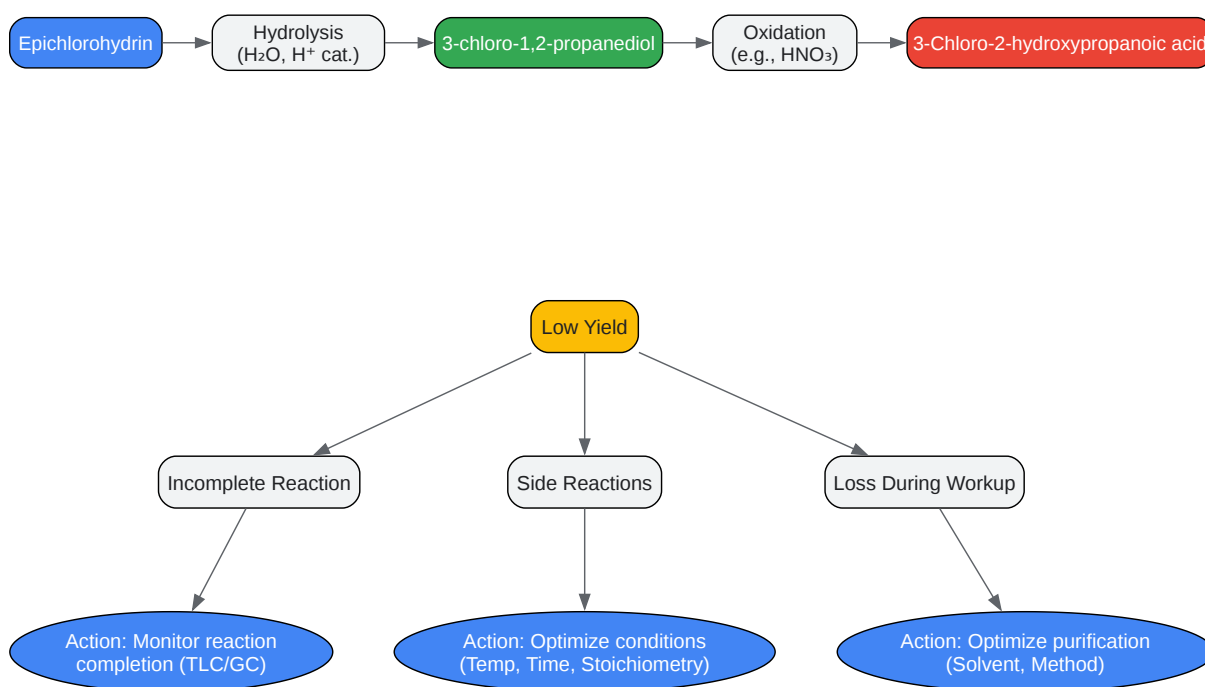 Epichlorohydrin
Hydrolysis
(H₂O, H⁺ cat.)
3-chloro-1,2-propanediol
Oxidation
(e.g., HNO₃)
3-Chloro-2-hydroxypropanoic acid
Low Yield
Incomplete Reaction
Side Reactions
Loss During Workup
Action: Monitor reaction
completion (TLC/GC)
Action: Optimize conditions
(Temp, Time, Stoichiometry)
Action: Optimize purification
(Solvent, Method)